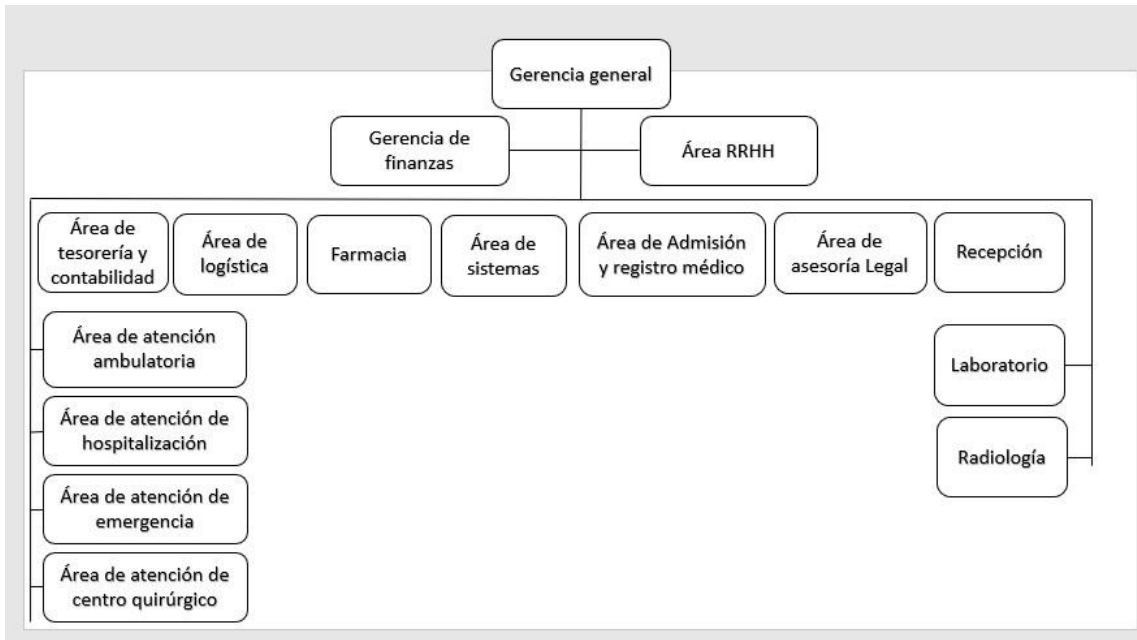 Gerencia general
Gerencia de
finanzas
Área RRHH
Área de
tesorería y
contabilidad
Área de
logística
Farmacia
Área de
sistemas
Área de Admisión
y registro médico
Área de
asesoría Legal
Recepción
Área de atención
ambulatoria
Área de atención de
hospitalización
Área de atención de
emergencia
Área de atención de
centro quirúrgico
Laboratorio
Radiología